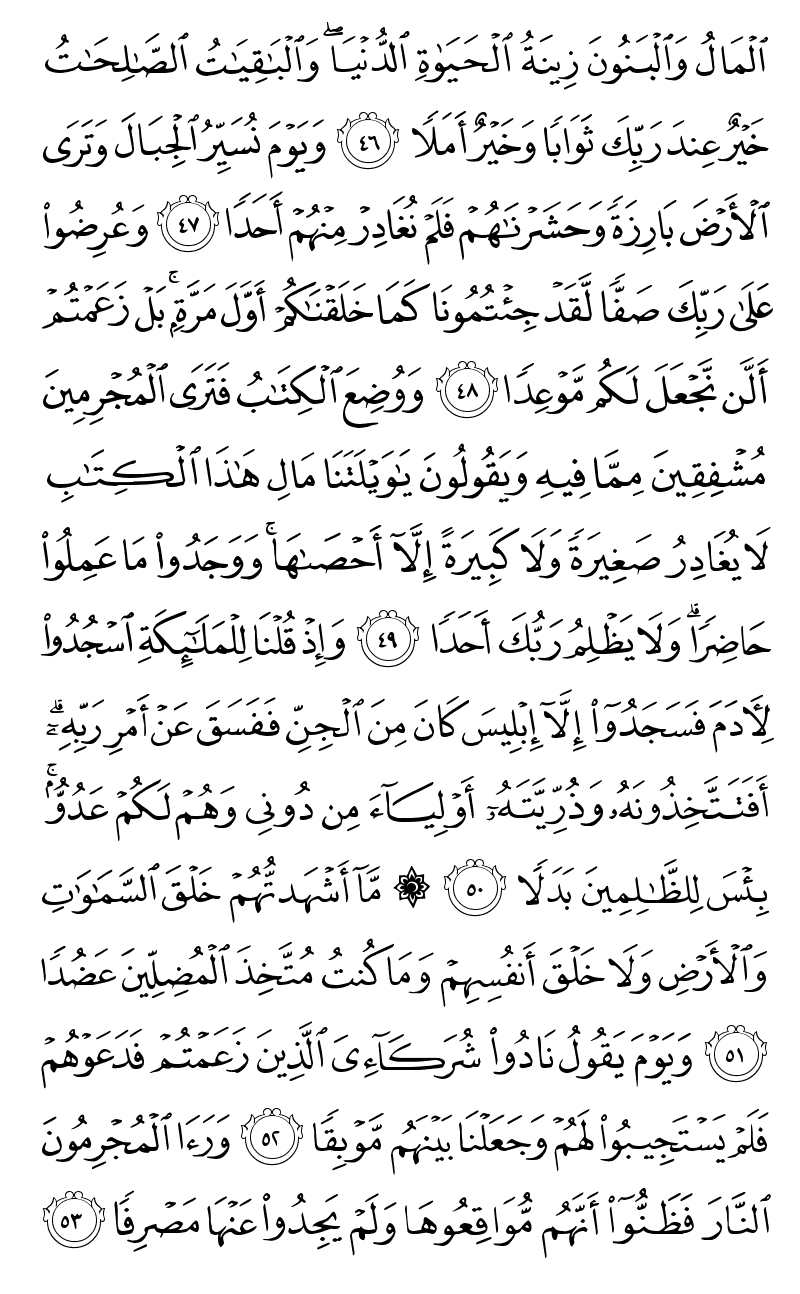 ٱلۡمَالُ وَٱلۡبَنُونَ زِينَةُ ٱلۡحَيَوٰةِ ٱلدُّنۡيَاۖ وَٱلۡبَٰقِيَٰتُ ٱلصَّٰلِحَٰتُ
خَيۡرٌ عِندَ رَبِّكَ ثَوَابٗا وَخَيۡرٌ أَمَلٗا ٤٦ وَيَوۡمَ نُسَيِّرُ ٱلۡجِبَالَ وَتَرَى
ٱلۡأَرۡضَ بَارِزَةٗ وَحَشَرۡنَٰهُمۡ فَلَمۡ نُغَادِرۡ مِنۡهُمۡ أَحَدٗا ٤٧ وَعُرِضُواْ
عَلَىٰ رَبِّكَ صَفّٗا لَّقَدۡ جِئۡتُمُونَا كَمَا خَلَقۡنَٰكُمۡ أَوَّلَ مَرَّةِۭۚ بَلۡ زَعَمۡتُمۡ
أَلَّن نَّجۡعَلَ لَكُم مَّوۡعِدٗا ٤٨ وَوُضِعَ ٱلۡكِتَٰبُ فَتَرَى ٱلۡمُجۡرِمِينَ
مُشۡفِقِينَ مِمَّا فِيهِ وَيَقُولُونَ يَٰوَيۡلَتَنَا مَالِ هَٰذَا ٱلۡكِتَٰبِ
لَا يُغَادِرُ صَغِيرَةٗ وَلَا كَبِيرَةً إِلَّآ أَحۡصَىٰهَاۚ وَوَجَدُواْ مَا عَمِلُواْ
حَاضِرٗاۗ وَلَا يَظۡلِمُ رَبُّكَ أَحَدٗا ٤٩ وَإِذۡ قُلۡنَا لِلۡمَلَٰٓئِكَةِ ٱسۡجُدُواْ
لِأٓدَمَ فَسَجَدُوٓاْ إِلَّآ إِبۡلِيسَ كَانَ مِنَ ٱلۡجِنِّ فَفَسَقَ عَنۡ أَمۡرِ رَبِّهِۦٓۗ
أَفَتَتَّخِذُونَهُۥ وَذُرِّيَّتَهُۥٓ أَوۡلِيَآءَ مِن دُونِي وَهُمۡ لَكُمۡ عَدُوُّۢۚ
بِئۡسَ لِلظَّٰلِمِينَ بَدَلٗا ٥٠ ۞ مَّآ أَشۡهَدتُّهُمۡ خَلۡقَ ٱلسَّمَٰوَٰتِ
وَٱلۡأَرۡضِ وَلَا خَلۡقَ أَنفُسِهِمۡ وَمَا كُنتُ مُتَّخِذَ ٱلۡمُضِلِّينَ عَضُدٗا
٥١ وَيَوۡمَ يَقُولُ نَادُواْ شُرَكَآءِيَ ٱلَّذِينَ زَعَمۡتُمۡ فَدَعَوۡهُمۡ
فَلَمۡ يَسۡتَجِيبُواْ لَهُمۡ وَجَعَلۡنَا بَيۡنَهُم مَّوۡبِقٗا ٥٢ وَرَءَا ٱلۡمُجۡرِمُونَ
ٱلنَّارَ فَظَنُّوٓاْ أَنَّهُم مُّوَاقِعُوهَا وَلَمۡ يَجِدُواْ عَنۡهَا مَصۡرِفٗا ٥٣